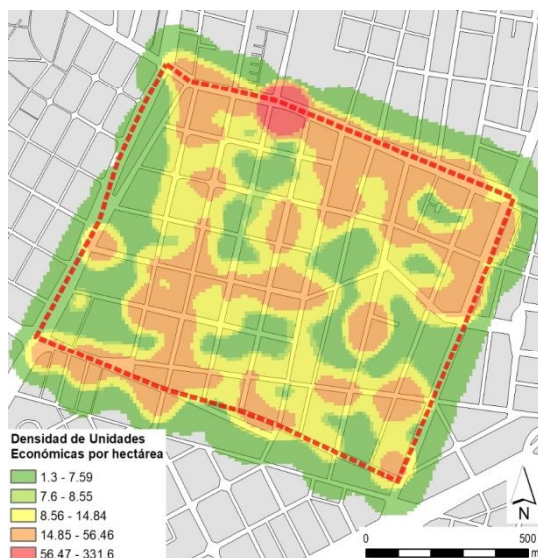 Densidad de Unidades
Económicas por hectárea
1.3 - 7.59
7.6 - 8.55
8.56 - 14.84
14.85 - 56.46
56.47 - 331.6
N
0 500
m